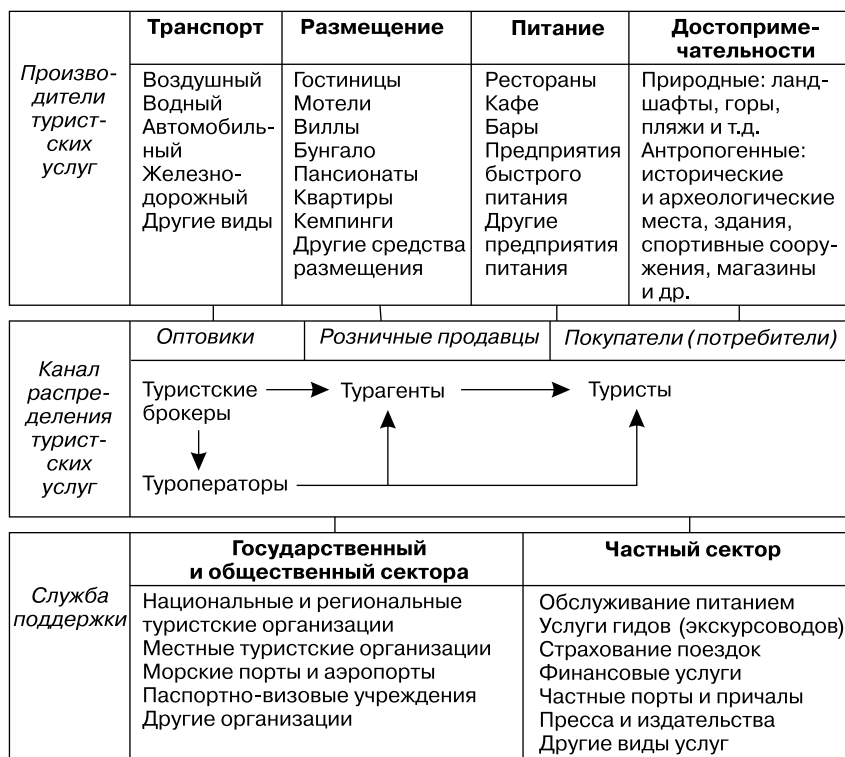 Транспорт
Размещение
Питание
Достоприме-
чательности
Произво-
дители
турист-
ских
услуг
Воздушный
Водный
Автомобиль-
ный
Железно-
дорожный
Другие виды
Гостиницы
Мотели
Виллы
Бунгало
Пансионаты
Квартиры
Кемпинги
Другие средства
размещения
Рестораны
Кафе
Бары
Предприятия
быстрого
питания
Другие
предприятия
питания
Природные: ланд-
шафты, горы,
пляжи и т.д.
Антропогенные:
исторические
и археологические
места, здания,
спортивные соору-
жения, магазины
и др.
Канал
распре-
деления
турист-
ских
услуг
Оптовики
Розничные продавцы
Покупатели (потребители)
Туристские
брокеры
Турагенты
Туристы
Туроператоры
Служба
поддержки
Государственный
и общественный сектора
Частный сектор
Национальные и региональные
туристские организации
Местные туристские организации
Морские порты и аэропорты
Паспортно-визовые учреждения
Другие организации
Обслуживание питанием
Услуги гидов (экскурсоводов)
Страхование поездок
Финансовые услуги
Частные порты и причалы
Пресса и издательства
Другие виды услуг